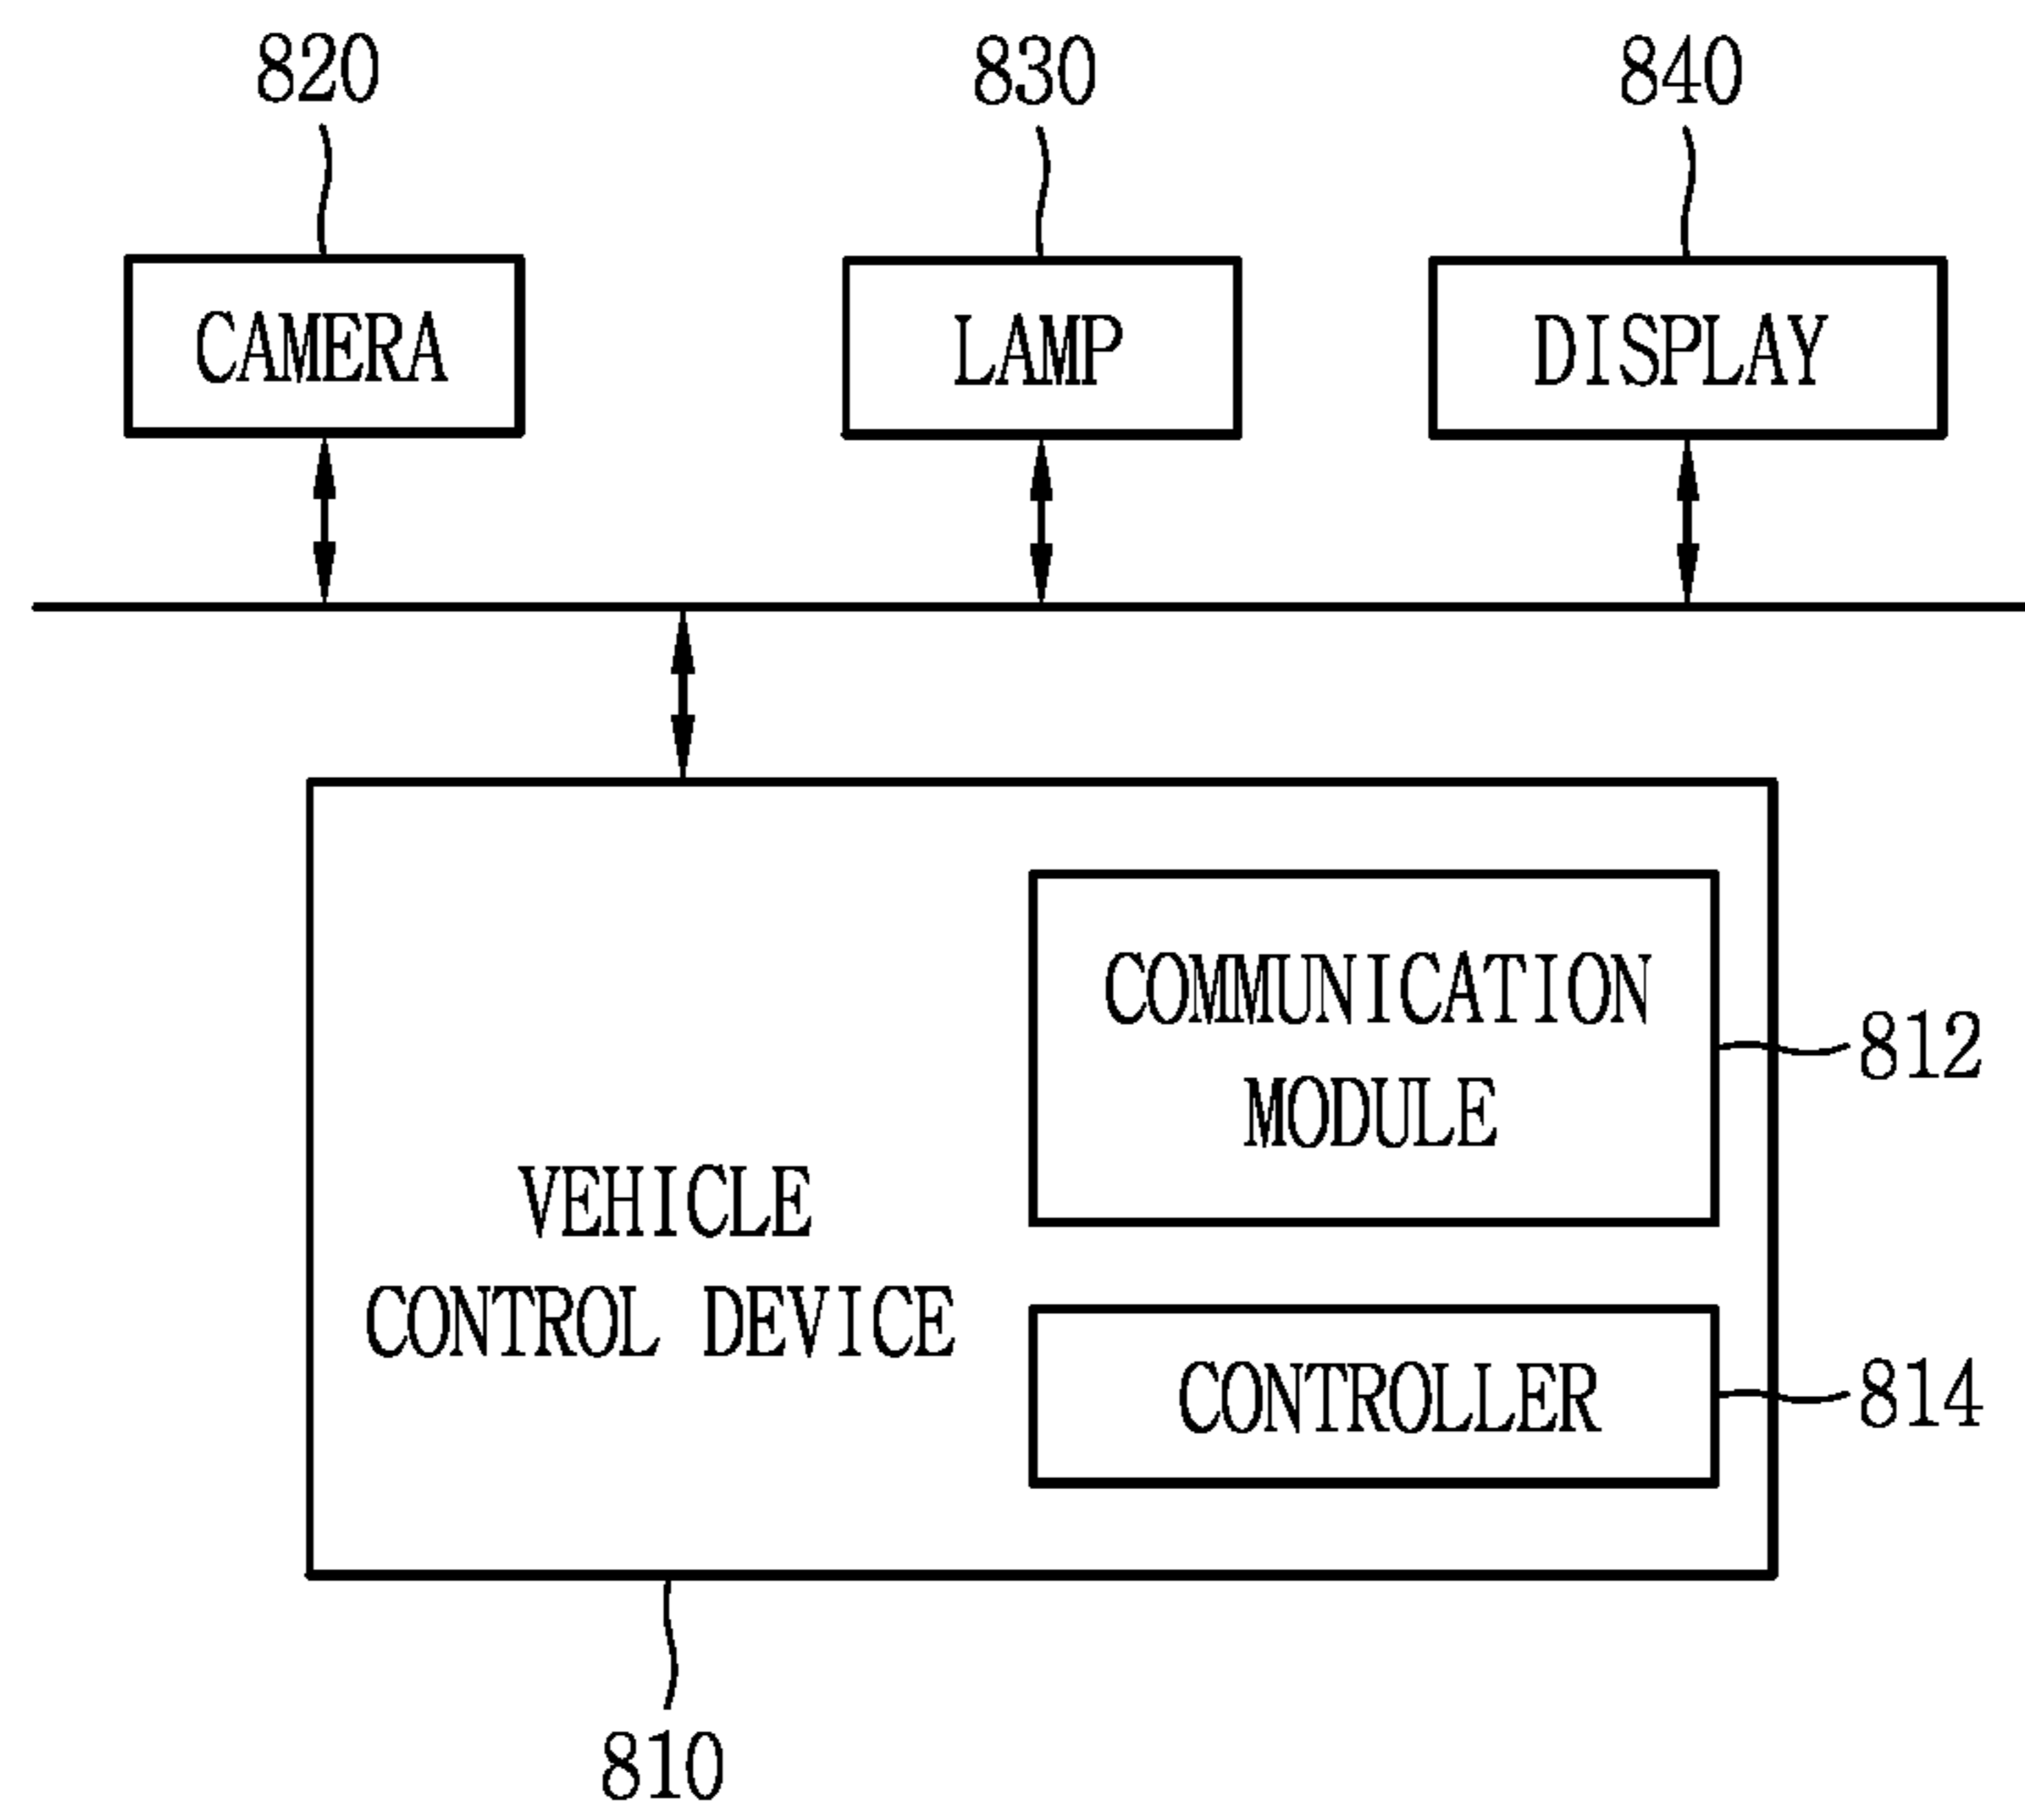 820
830
840
CAMERA
LAMP
DISPLAY
COMMUNICATION
MODULE
812
VEHICLE
CONTROL DEVICE
CONTROLLER
814
810